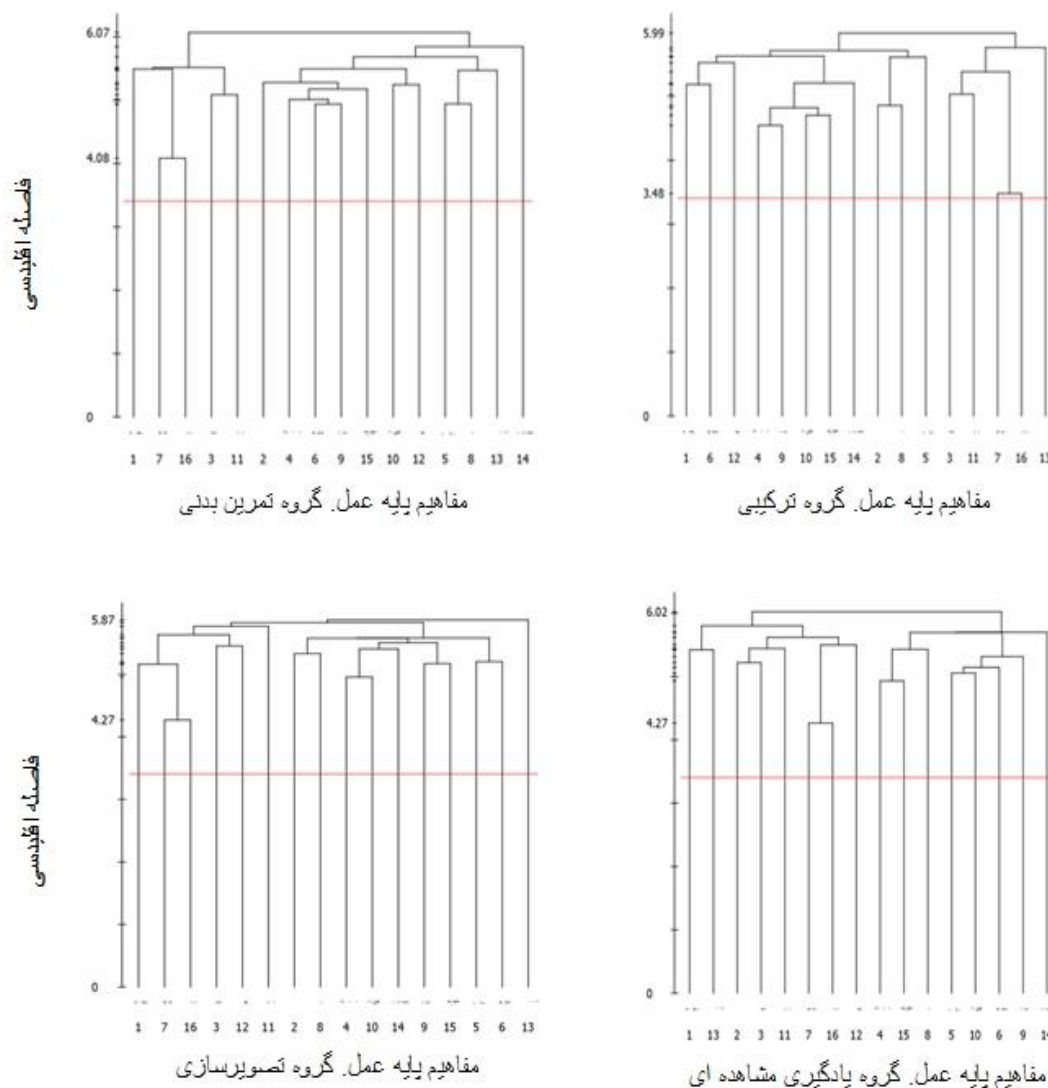 6.07
4.08
0
فاصله اقلیدسی
1 7 16 3 11 2 4 6 9 15 10 12 5 8 13 14
مفاهیم پایه عمل. گروه تمرین بدنی
5.99
3.48
0
1 6 12 4 9 10 15 14 2 8 5 3 11 7 16 13
مفاهیم پایه عمل. گروه ترکیبی
5.87
4.27
0
فاصله اقلیدسی
1 7 16 3 12 11 2 8 4 10 14 9 15 5 6 13
مفاهیم پایه عمل. گروه تصویرسازی
6.02
4.27
0
1 13 2 3 11 7 16 12 4 15 8 5 10 6 9
مفاهیم پایه عمل. گروه یادگیری مشاهده ای